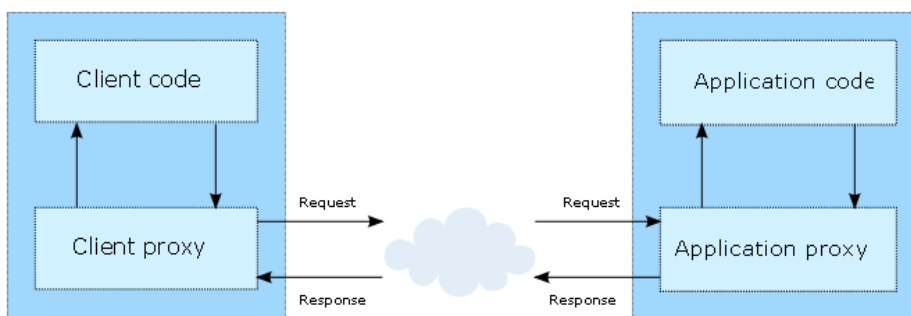 Client code
Application code
Request
Request
Client proxy
Application proxy
Response
Response